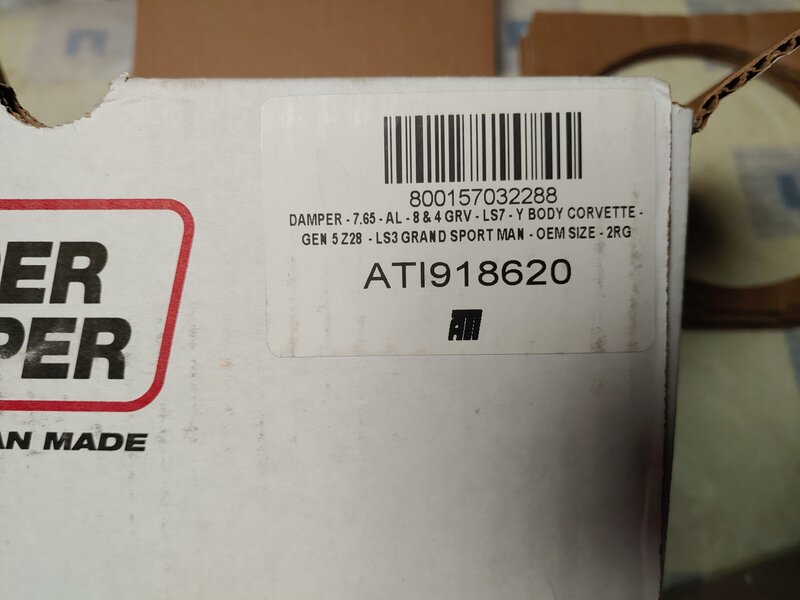 800157032288
DAMPER - 7.65 - AL - 8 & 4 GRV - LS7 - Y BODY CORVETTE -
GEN 5 Z28 - LS3 GRAND SPORT MAN - OEM SIZE - 2RG
ATI918620
ATI
DER
PER
AN MADE